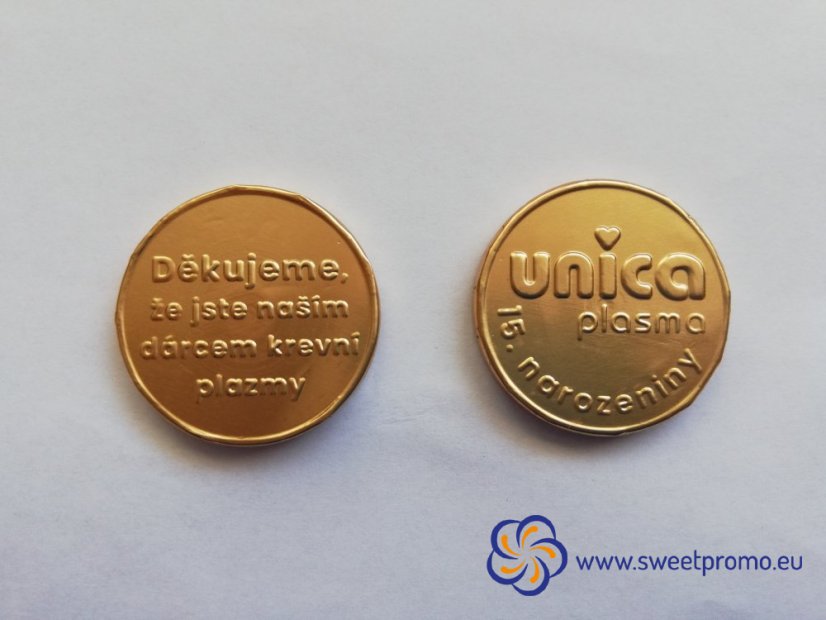 Děkujeme,
že jste naším
dárcem krevní
plazmy
unica
plasma
15. narozeniny
www.sweetpromo.eu